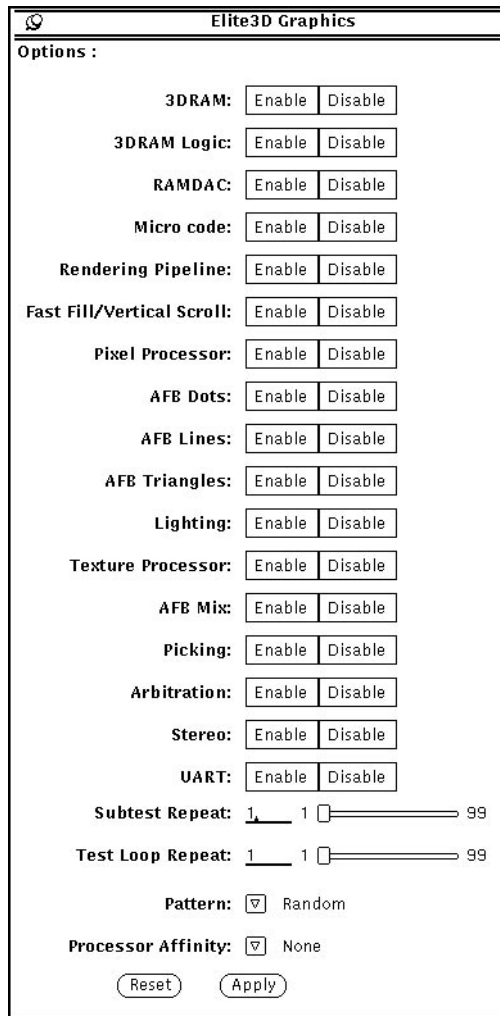 Elite3D Graphics
Options :
3DRAM: Enable Disable
3DRAM Logic: Enable Disable
RAMDAC: Enable Disable
Micro code: Enable Disable
Rendering Pipeline: Enable Disable
Fast Fill/Vertical Scroll: Enable Disable
Pixel Processor: Enable Disable
AFB Dots: Enable Disable
AFB Lines: Enable Disable
AFB Triangles: Enable Disable
Lighting: Enable Disable
Texture Processor: Enable Disable
AFB Mix: Enable Disable
Picking: Enable Disable
Arbitration: Enable Disable
Stereo: Enable Disable
UART: Enable Disable
Subtest Repeat: 1 1 99
Test Loop Repeat: 1 1 99
Pattern: Random
Processor Affinity: None
Reset Apply